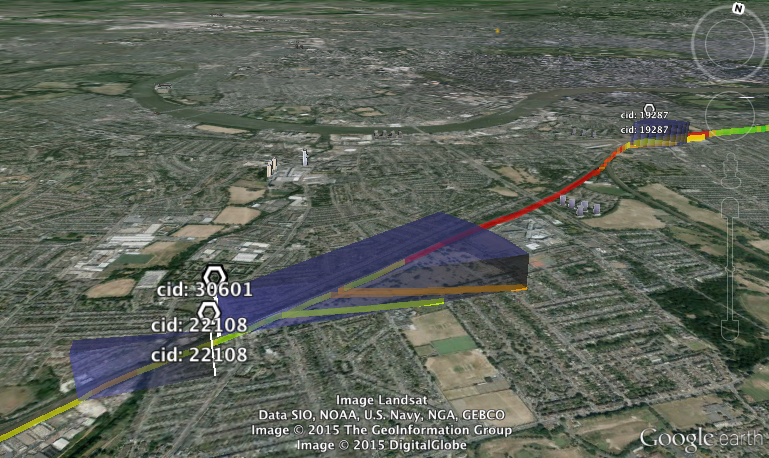 N
cid: 19287
cid: 19287
cid: 30601
cid: 22108
cid: 22108
Image Landsat
Data SIO, NOAA, U.S. Navy, NGA, GEBCO
Image © 2015 The GeoInformation Group
Image © 2015 DigitalGlobe
Google earth